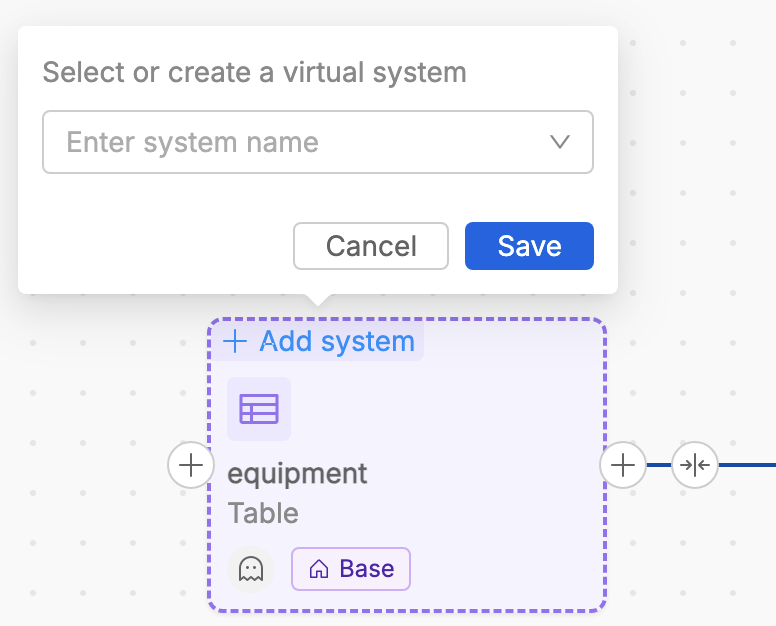 Select or create a virtual system
Enter system name
Cancel
Save
Add system
equipment
Table
Base